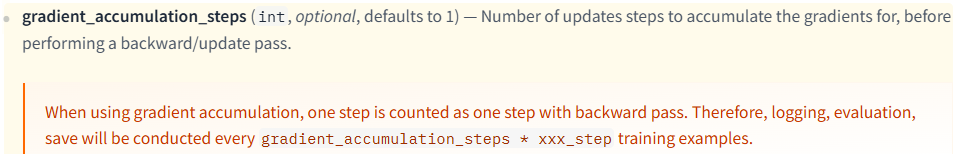 gradient_accumulation_steps (int, optional, defaults to 1) — Number of updates steps to accumulate the gradients for, before
performing a backward/update pass.
When using gradient accumulation, one step is counted as one step with backward pass. Therefore, logging, evaluation,
save will be conducted every gradient_accumulation_steps * xxx_step training examples.